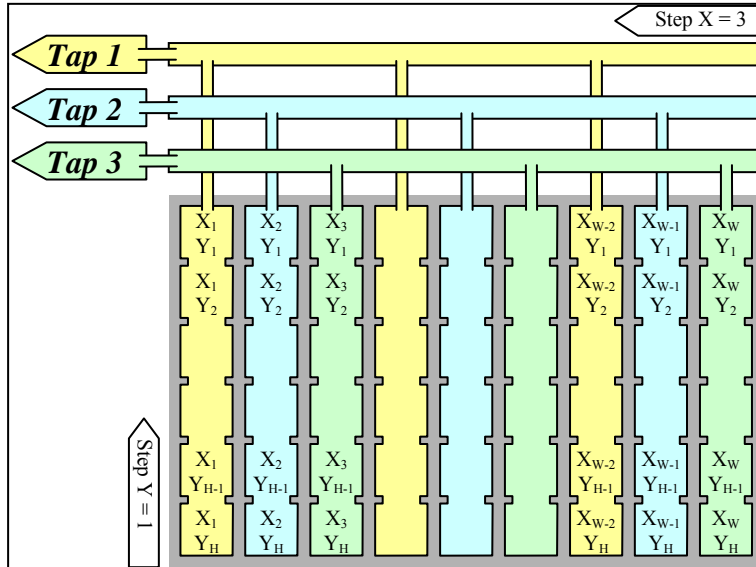 Step X = 3
Tap 1
Tap 2
Tap 3
X1 X2 X3 XW-2 XW-1 XW
Y1 Y1 Y1 Y1 Y1 Y1
X1 X2 X3 XW-2 XW-1 XW
Y2 Y2 Y2 Y2 Y2 Y2
Step Y = 1
X1 X2 X3 XW-2 XW-1 XW
YH-1 YH-1 YH-1 YH-1 YH-1 YH-1
X1 X2 X3 XW-2 XW-1 XW
YH YH YH YH YH YH